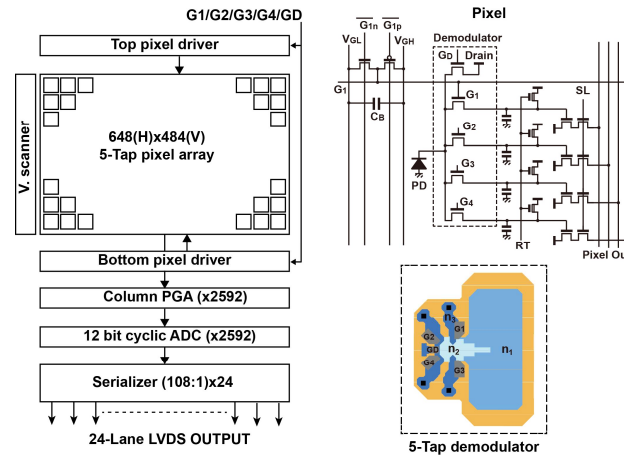 G1/G2/G3/G4/GD
Top pixel driver
V. scanner
648(H)x484(V)
5-Tap pixel array
Bottom pixel driver
Column PGA (x2592)
12 bit cyclic ADC (x2592)
Serializer (108:1)x24
24-Lane LVDS OUTPUT
Pixel
G1n
G1p
VGL
VGH
Demodulator
GD
Drain
G1
G1
SL
CB
G2
G3
PD
G4
RT
Pixel Ou
n3
G1
G2
GD
n2
n1
G4
G3
5-Tap demodulator